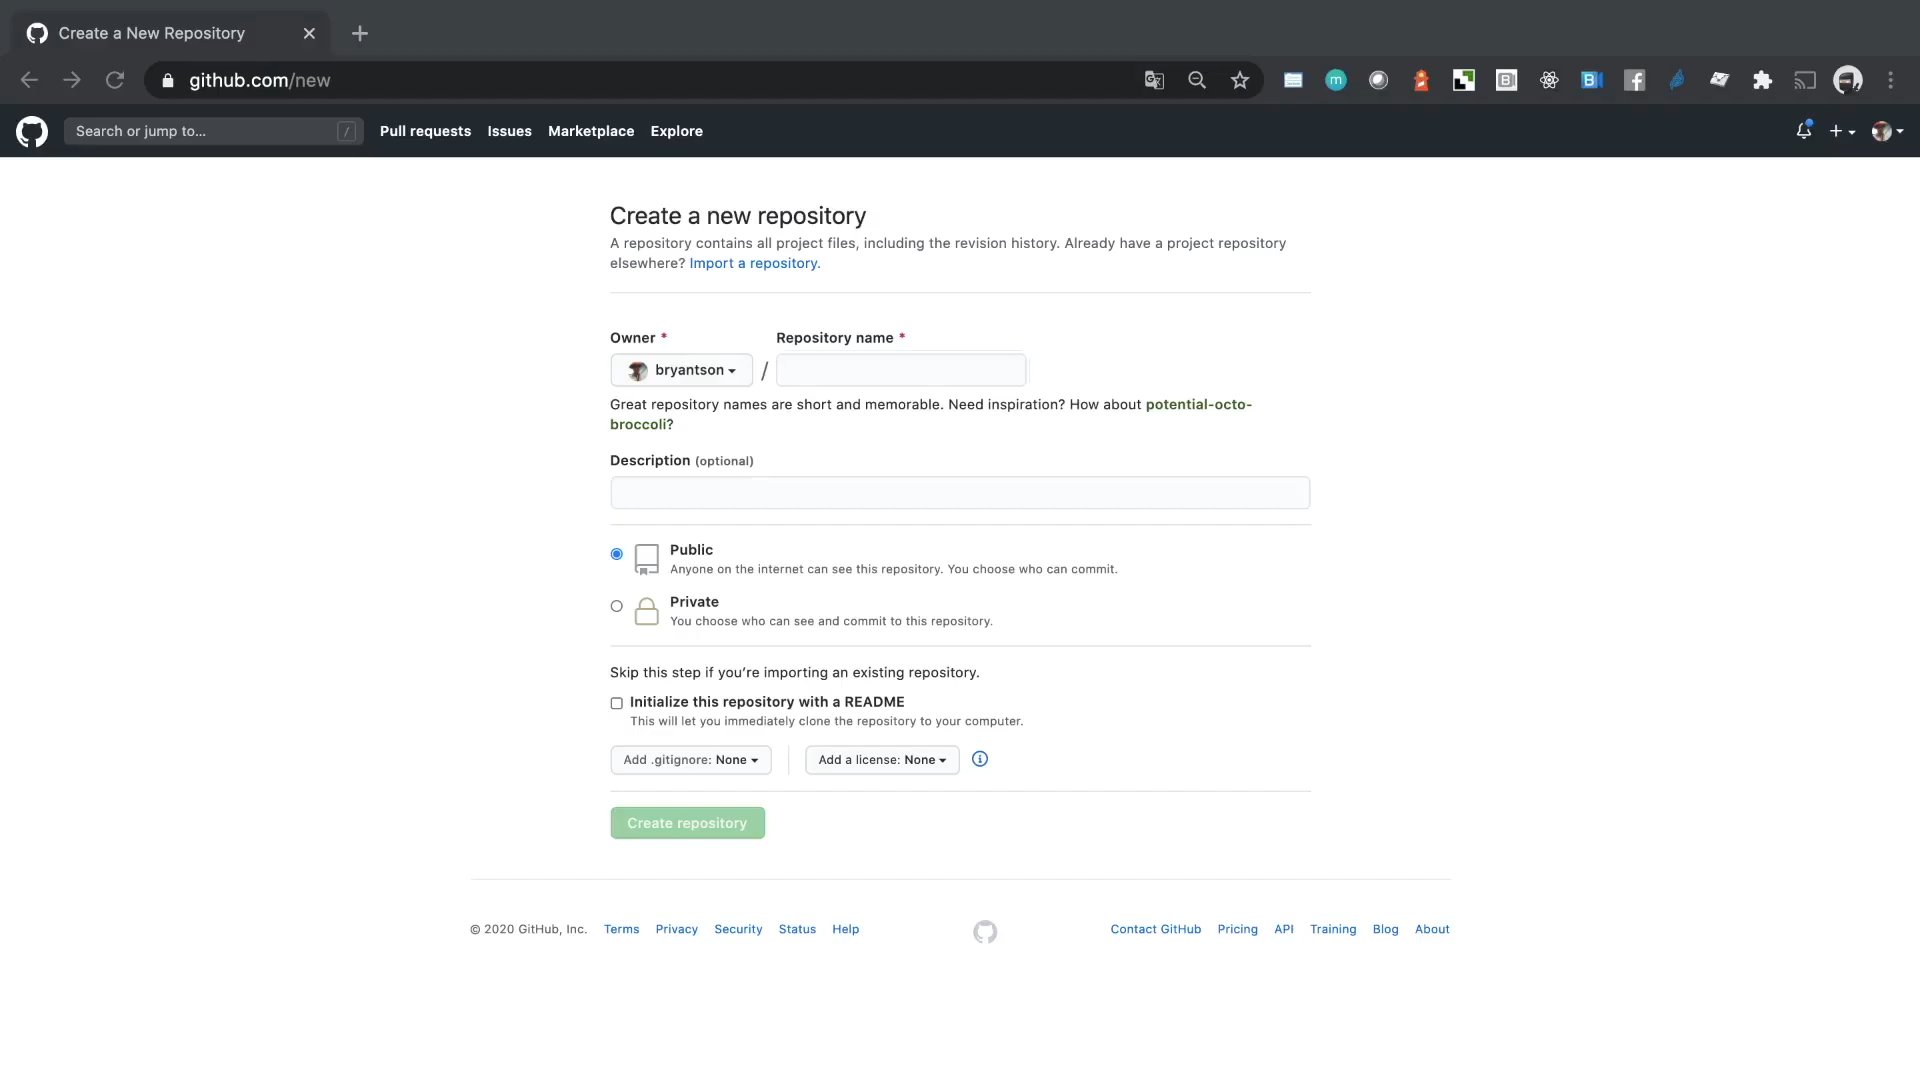 Create a New Repository
github.com/new
Search or jump to... /
Pull requests Issues Marketplace Explore
Create a new repository
A repository contains all project files, including the revision history. Already have a project repository
elsewhere? Import a repository.
Owner * Repository name *
bryantson /
Great repository names are short and memorable. Need inspiration? How about potential-octo-
broccoli?
Description (optional)
Public
Anyone on the internet can see this repository. You choose who can commit.
Private
You choose who can see and commit to this repository.
Skip this step if you’re importing an existing repository.
Initialize this repository with a README
This will let you immediately clone the repository to your computer.
Add .gitignore: None Add a license: None
Create repository
© 2020 GitHub, Inc. Terms Privacy Security Status Help Contact GitHub Pricing API Training Blog About